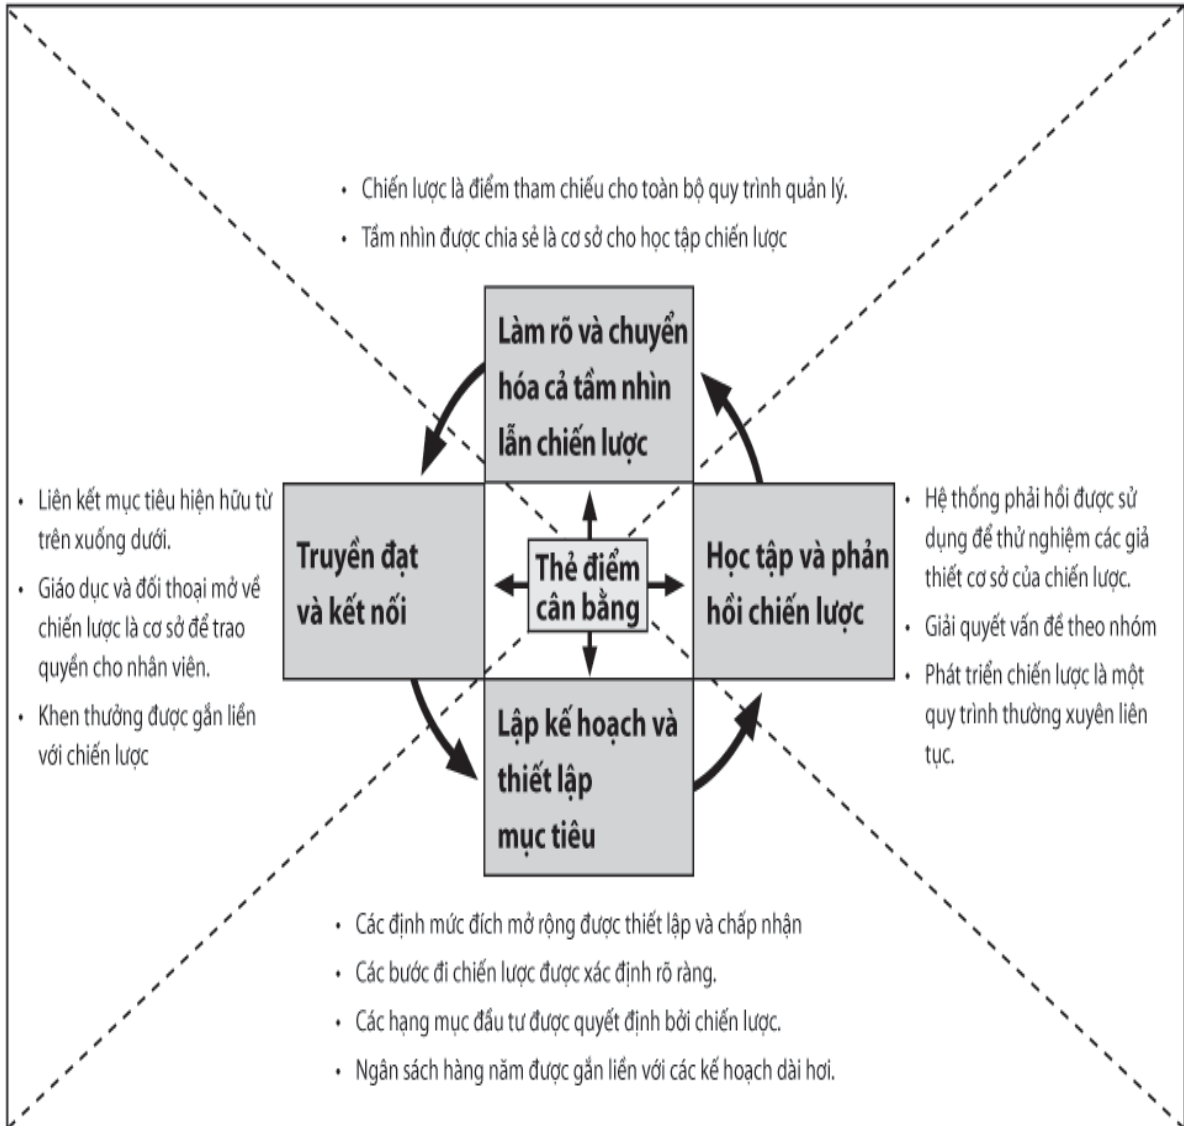 • Chiến lược là điểm tham chiếu cho toàn bộ quy trình quản lý.
• Tầm nhìn được chia sẻ là cơ sở cho học tập chiến lược
Làm rõ và chuyển
hóa cả tầm nhìn
lẫn chiến lược
• Liên kết mục tiêu hiện hữu từ
trên xuống dưới.
• Giáo dục và đối thoại mở về
chiến lược là cơ sở để trao
quyền cho nhân viên.
• Khen thưởng được gắn liền
với chiến lược
Truyền đạt
và kết nối
Thẻ điểm
cân bằng
Học tập và phản
hồi chiến lược
• Hệ thống phải hồi được sử
dụng để thử nghiệm các giả
thiết cơ sở của chiến lược.
• Giải quyết vấn đề theo nhóm
• Phát triển chiến lược là một
quy trình thường xuyên liên
tục.
Lập kế hoạch và
thiết lập
mục tiêu
• Các định mức đích mở rộng được thiết lập và chấp nhận
• Các bước đi chiến lược được xác định rõ ràng.
• Các hạng mục đầu tư được quyết định bởi chiến lược.
• Ngân sách hàng năm được gắn liền với các kế hoạch dài hơi.